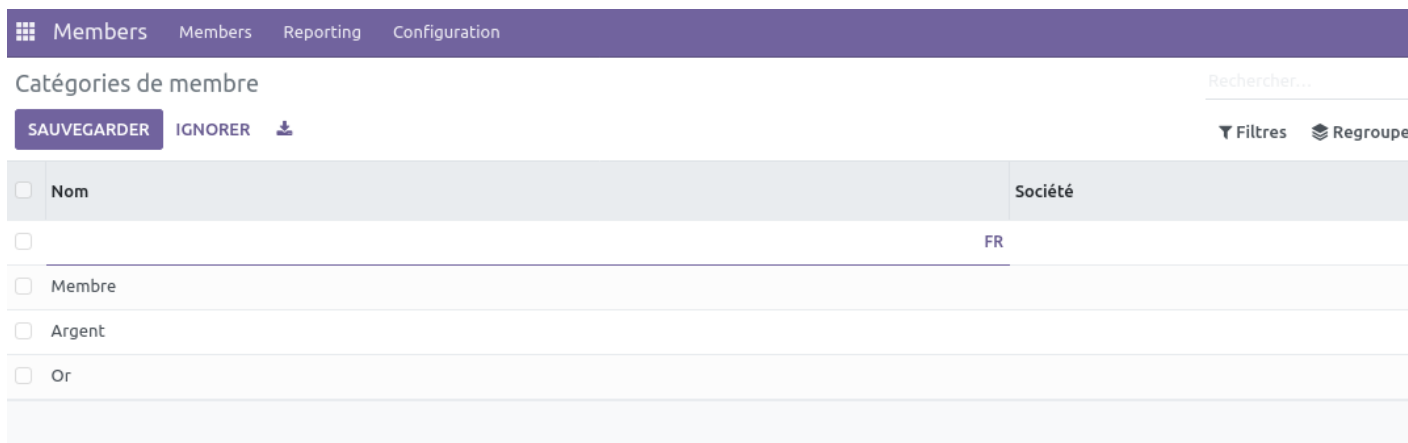 Members Members Reporting Configuration
Catégories de membre
Rechercher...
SAUVEGARDER IGNORER
Filtres Regroupe
Nom Société
FR
Membre
Argent
Or